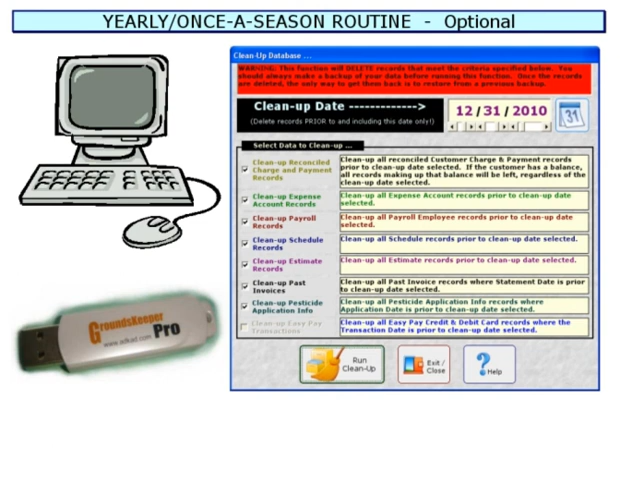 YEARLY/ONCE-A-SEASON ROUTINE - Optional
Clean-Up Database ...
WARNING: This function will DELETE records that meet the criteria specified below. You
should always make a backup of your data before running this function. Once the records
are deleted, the only way to get them back is to restore from a previous backup.
Clean-up Date ------------->
(Delete records PRIOR to and including this date only!)
12/31/2010
31
Select Data to Clean-up ...
Clean-up Reconciled
Charge and Payment
Records
Clean-up all reconciled Customer Charge & Payment records
prior to clean-up date selected. If the customer has a balance,
all records making up that balance will be left, regardless of the
clean-up date selected.
Clean-up Expense
Account Records
Clean-up all Expense Account records prior to clean-up date
selected.
Clean-up Payroll
Records
Clean-up all Payroll Employee records prior to clean-up date
selected.
Clean-up Schedule
Records
Clean-up all Schedule records prior to clean-up date selected.
Clean-up Estimate
Records
Clean-up all Estimate records prior to clean-up date selected.
Clean-up Past
Invoices
Clean-up all Past Invoice records where Statement Date is prior
to clean-up date selected.
Clean-up Pesticide
Application Info
Clean-up all Pesticide Application Info records where
Application Date is prior to clean-up date selected.
Clean-up Easy Pay
Transactions
Clean-up all Easy Pay Credit & Debit Card records where the
Transaction Date is prior to clean-up date selected.
Run
Clean-Up
Exit /
Close
Help
GroundsKeeper
Pro
www.adkad.com